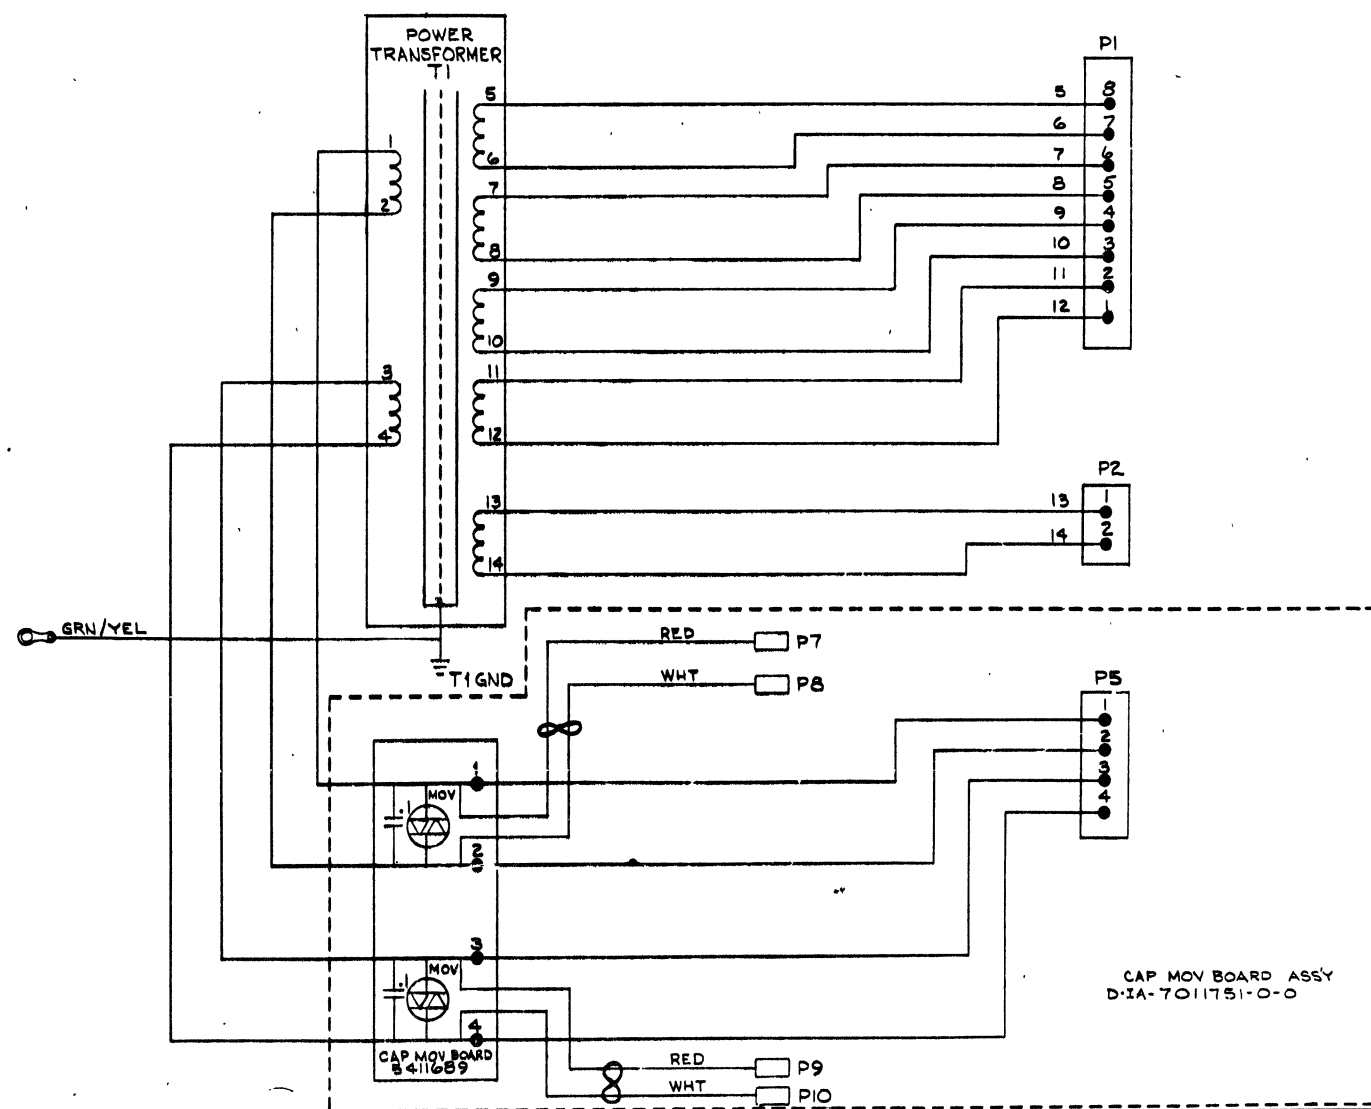 POWER
TRANSFORMER
T1
1
2
3
4
5
6
7
8
9
10
11
12
13
14
5
6
7
8
9
10
11
12
P1
8
7
6
5
4
3
2
1
13
14
P2
1
2
GRN/YEL
T1 GND
RED
P7
WHT
P8
P5
1
2
3
4
1
.1
MOV
2
3
.1
MOV
4
CAP MOV BOARD
5411689
RED
P9
WHT
P10
CAP MOV BOARD ASS'Y
D-IA-7011751-0-0